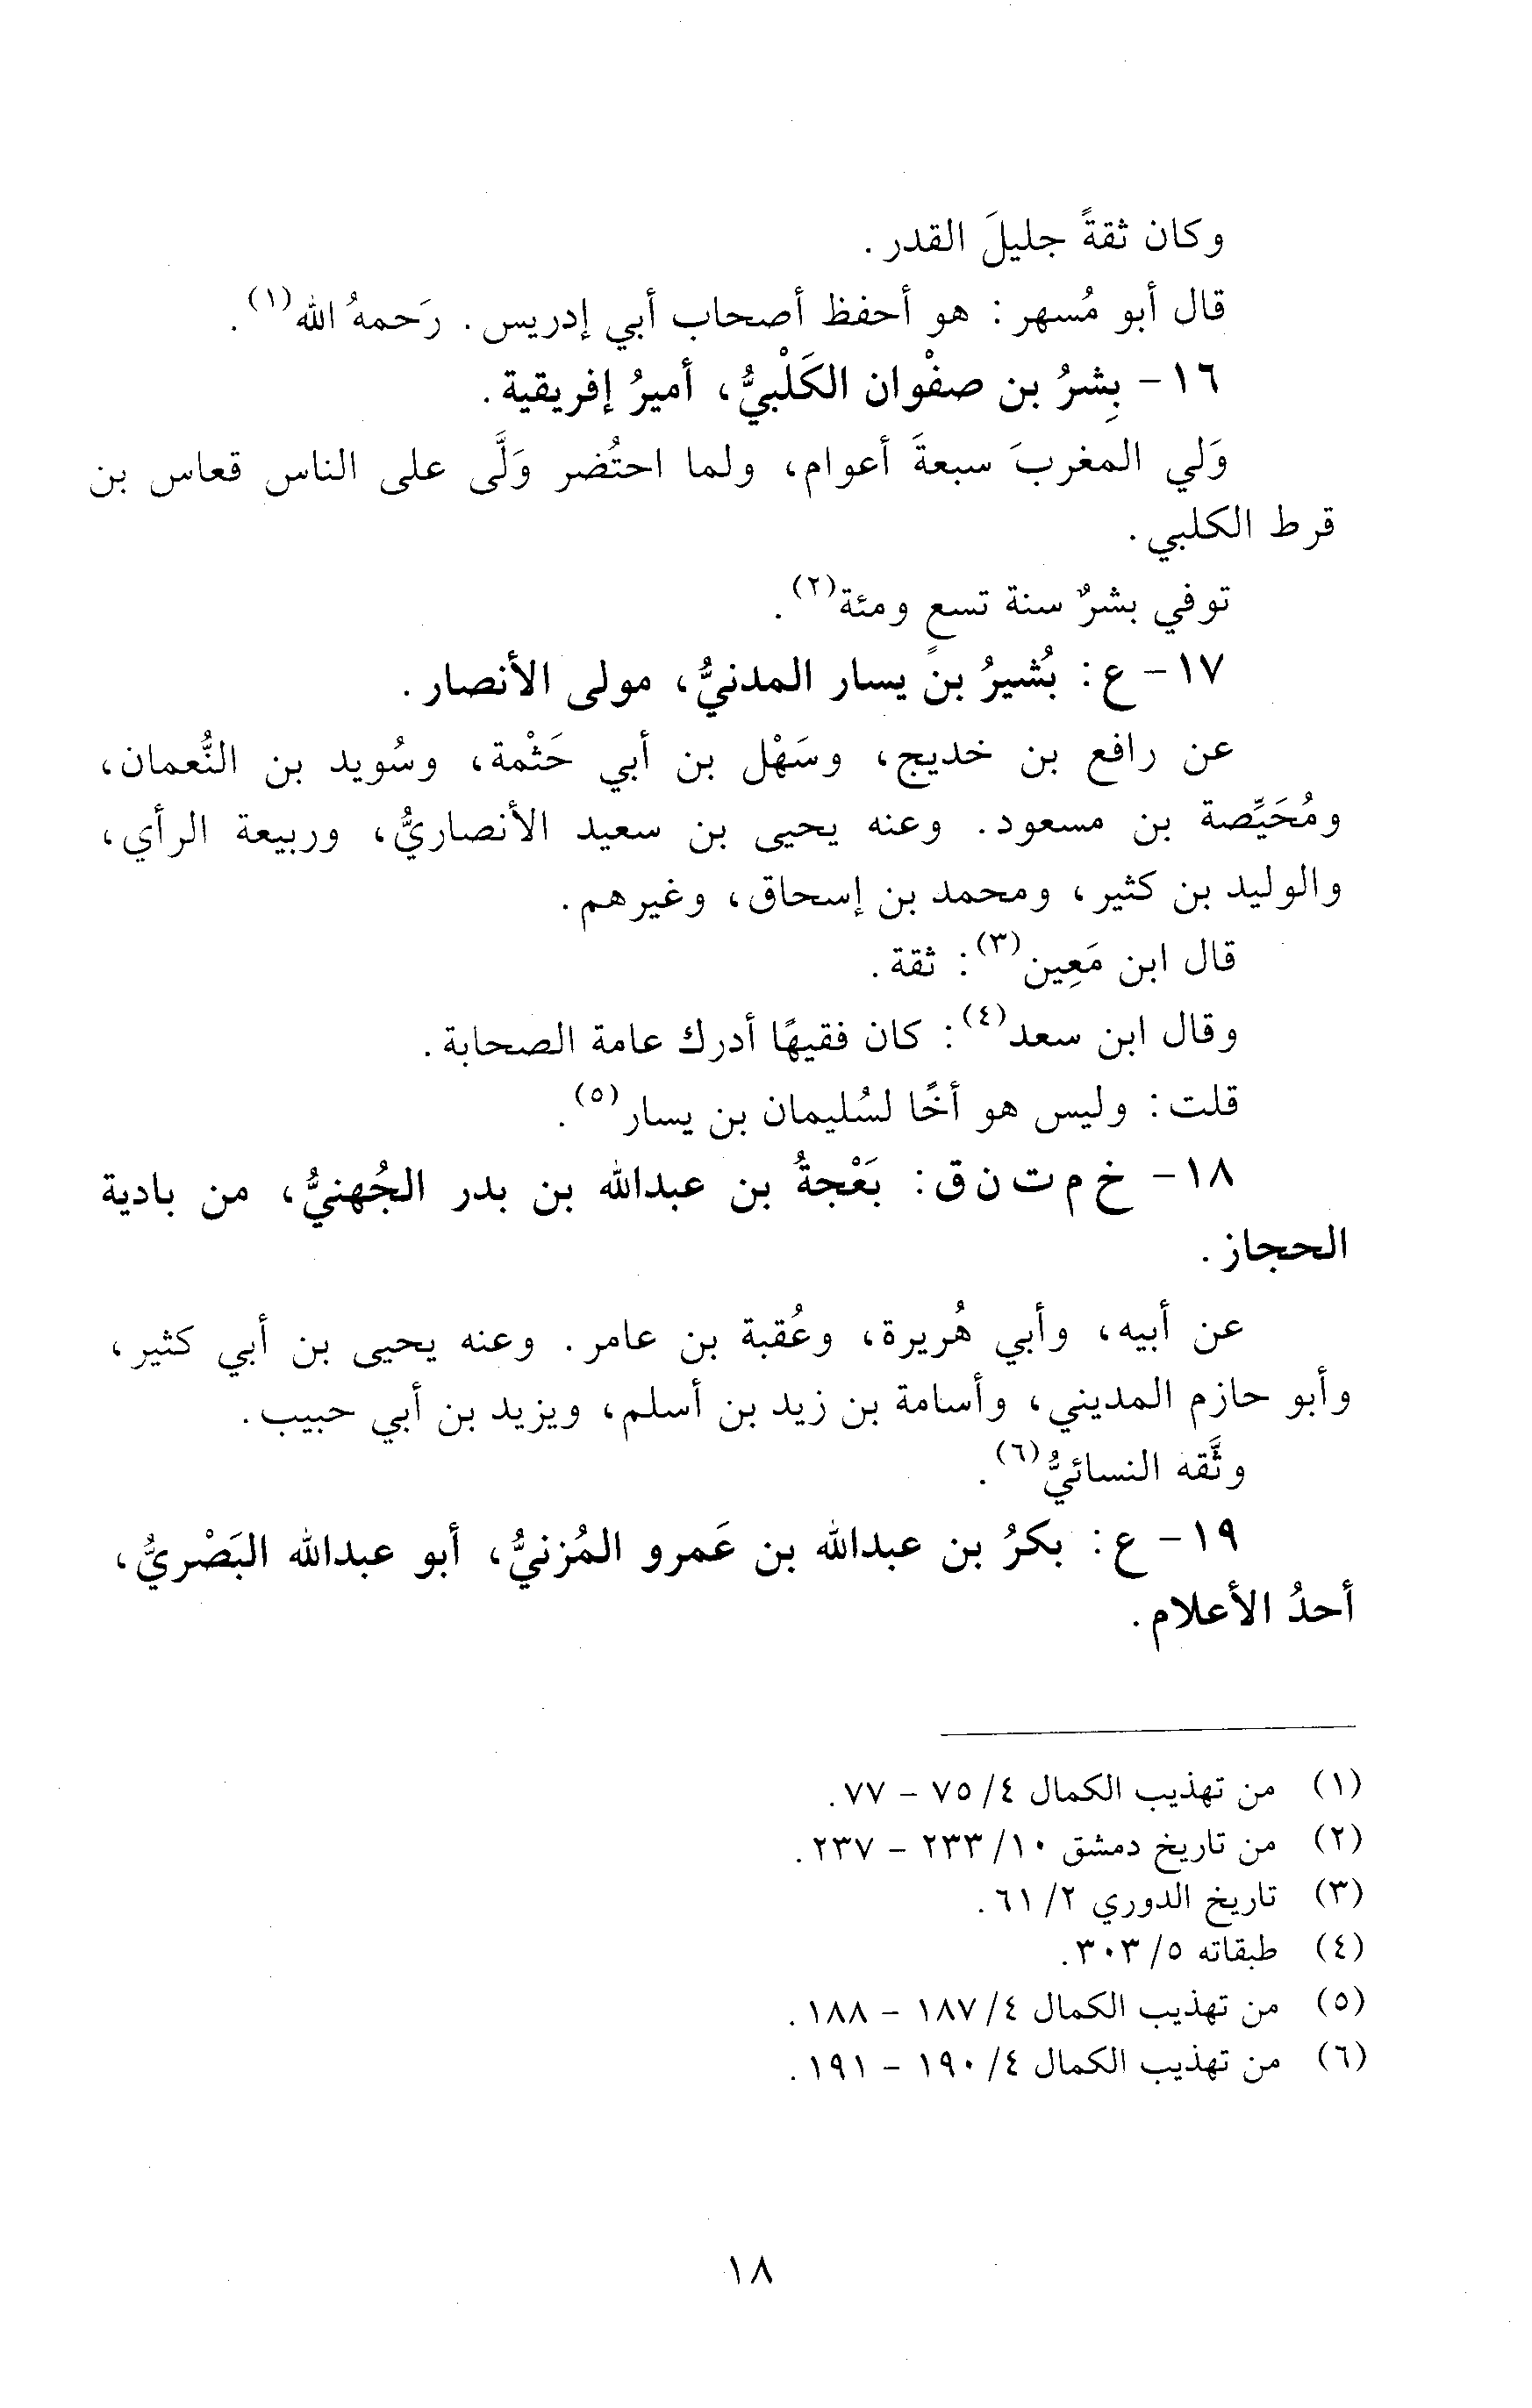 وكان ثقةً جليلَ القدر.
قال أبو مُسهر: هو أحفظ أصحاب أبي إدريس. رَحمهُ الله(١).
١٦- بِشرُ بن صفْوان الكَلْبيُّ، أميرُ إفريقية.
وَلي المغربَ سبعةَ أعوام، ولما احتُضر وَلَّى على الناس قعاس بن
قرط الكلبي.
توفي بشرٌ سنة تسعٍ ومئة(٢).
١٧- ع: بُشيرُ بن يسار المدنيُّ، مولى الأنصار.
عن رافع بن خديج، وسَهْل بن أبي حَثْمة، وسُويد بن النُّعمان،
ومُحَيِّصة بن مسعود. وعنه يحيى بن سعيد الأنصاريُّ، وربيعة الرأي،
والوليد بن كثير، ومحمد بن إسحاق، وغيرهم.
قال ابن مَعِين(٣): ثقة.
وقال ابن سعد(٤): كان فقيهًا أدرك عامة الصحابة.
قلت: وليس هو أخًا لسُليمان بن يسار(٥).
١٨- خ م ت ن ق: بَعْجةُ بن عبدالله بن بدر الجُهنيُّ، من بادية
الحجاز.
عن أبيه، وأبي هُريرة، وعُقبة بن عامر. وعنه يحيى بن أبي كثير،
وأبو حازم المديني، وأسامة بن زيد بن أسلم، ويزيد بن أبي حبيب.
وثَّقه النسائيُّ(٦).
١٩- ع: بكرُ بن عبدالله بن عَمرو المُزنيُّ، أبو عبدالله البَصْريُّ،
أحدُ الأعلام.
(١) من تهذيب الكمال ٤/ ٧٥ - ٧٧.
(٢) من تاريخ دمشق ١٠/ ٢٣٣ - ٢٣٧.
(٣) تاريخ الدوري ٢/ ٦١.
(٤) طبقاته ٥/ ٣٠٣.
(٥) من تهذيب الكمال ٤/ ١٨٧ - ١٨٨.
(٦) من تهذيب الكمال ٤/ ١٩٠ - ١٩١.
١٨